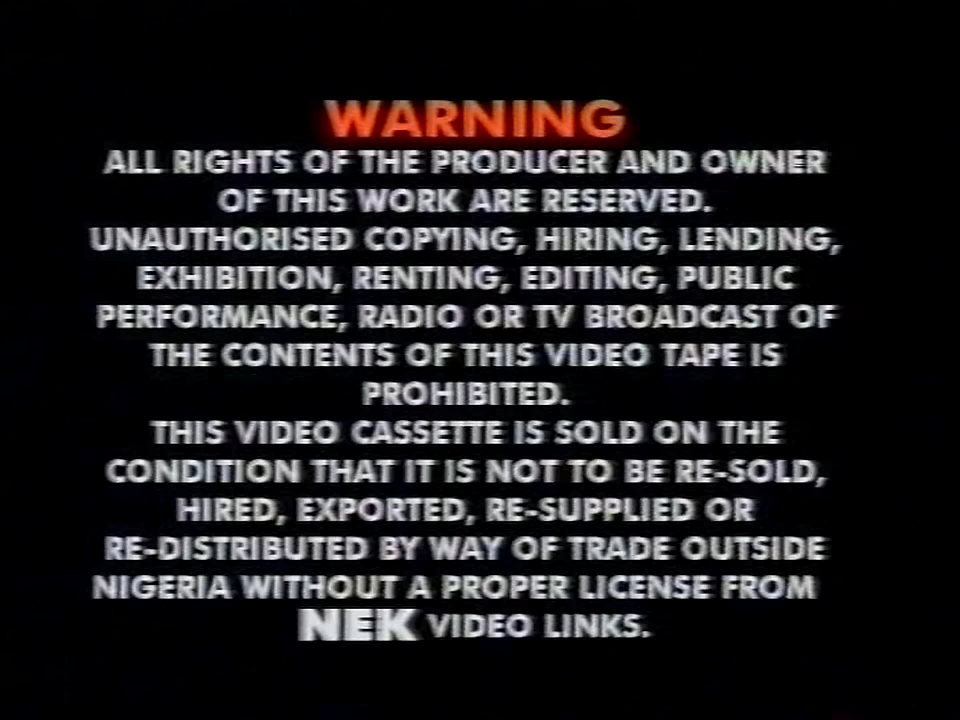 WARNING
ALL RIGHTS OF THE PRODUCER AND OWNER
OF THIS WORK ARE RESERVED.
UNAUTHORISED COPYING, HIRING, LENDING,
EXHIBITION, RENTING, EDITING, PUBLIC
PERFORMANCE, RADIO OR TV BROADCAST OF
THE CONTENTS OF THIS VIDEO TAPE IS
PROHIBITED.
THIS VIDEO CASSETTE IS SOLD ON THE
CONDITION THAT IT IS NOT TO BE RE-SOLD,
HIRED, EXPORTED, RE-SUPPLIED OR
RE-DISTRIBUTED BY WAY OF TRADE OUTSIDE
NIGERIA WITHOUT A PROPER LICENSE FROM
NEK VIDEO LINKS.